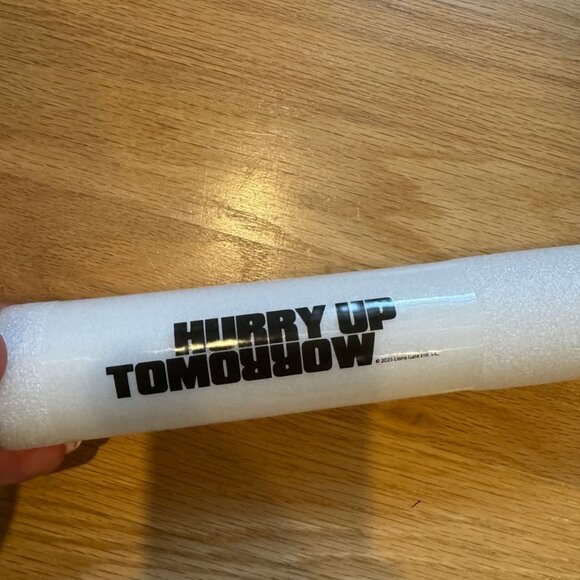 HURRY UP
TOMORROW
© 2025 Lions Gate Ent. Inc.